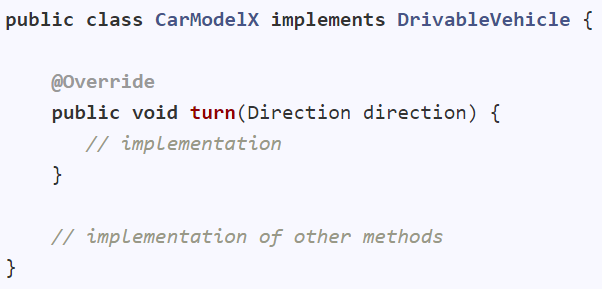 public class CarModelX implements DrivableVehicle {
@Override
public void turn(Direction direction) {
// implementation
}
// implementation of other methods
}